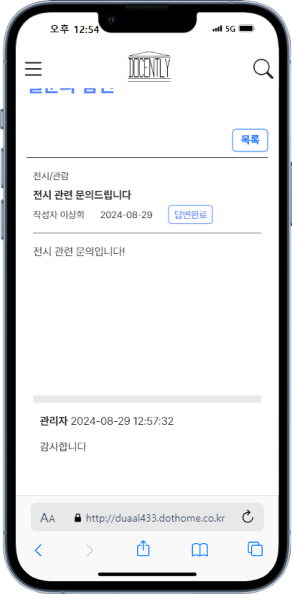 오후 12:54
5G
DOCENTLY
목록
전시/관람
전시 관련 문의드립니다
작성자 이상희 2024-08-29 답변완료
전시 관련 문의입니다!
관리자 2024-08-29 12:57:32
감사합니다
AA http://duaal433.dothome.co.kr